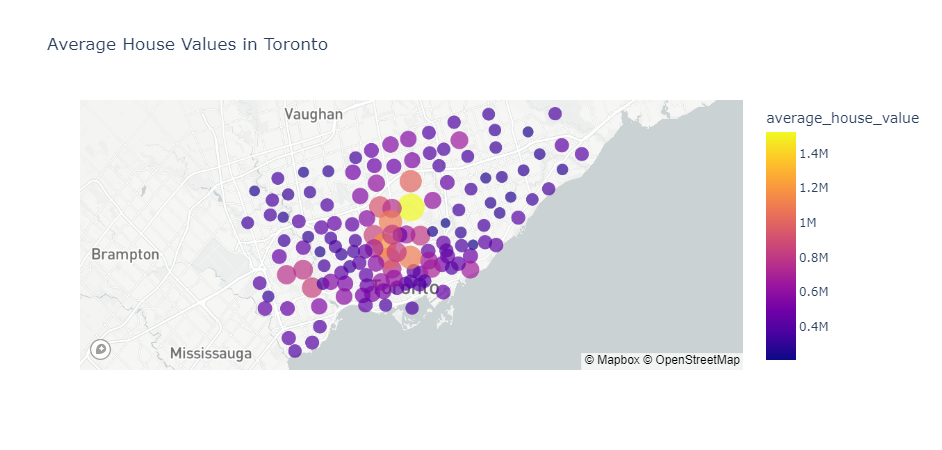 Average House Values in Toronto
Vaughan
average_house_value
1.4M
1.2M
1M
0.8M
0.6M
0.4M
Brampton
Toronto
Mississauga
© Mapbox © OpenStreetMap